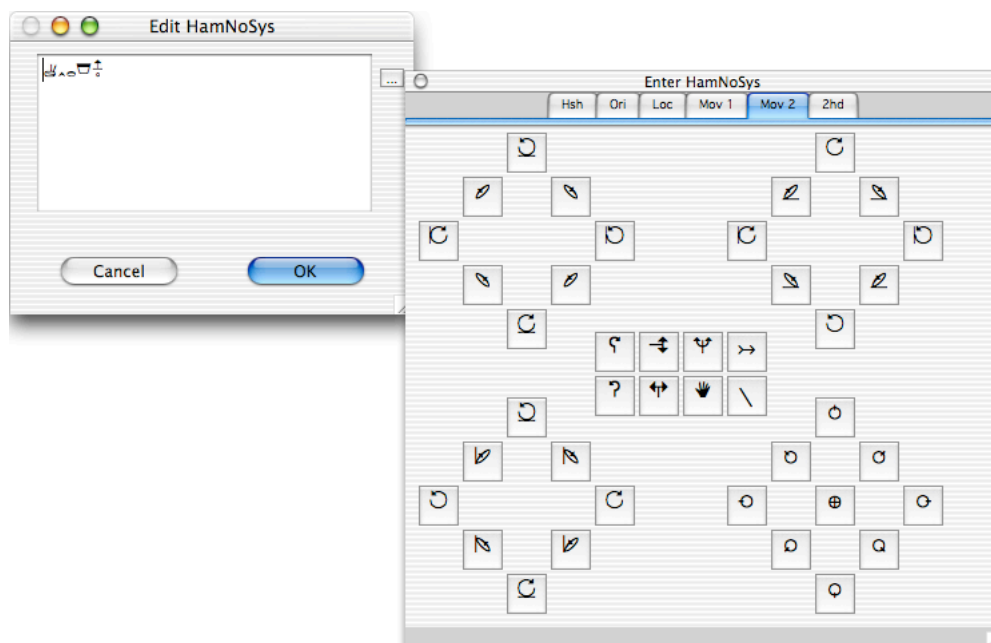 Edit HamNoSys
...
Cancel
OK
Enter HamNoSys
Hsh Ori Loc Mov 1 Mov 2 2hd